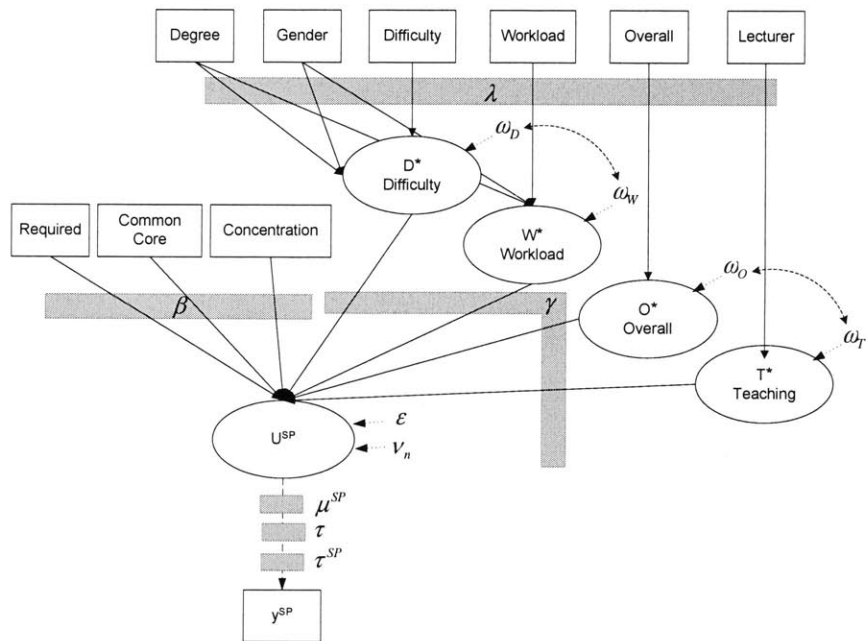 Degree
Gender
Difficulty
Workload
Overall
Lecturer
λ
D*
Difficulty
ω_D
W*
Workload
ω_W
Required
Common
Core
Concentration
β
γ
O*
Overall
ω_O
T*
Teaching
ω_T
U^SP
ε
ν_n
μ^SP
τ
τ^SP
y^SP